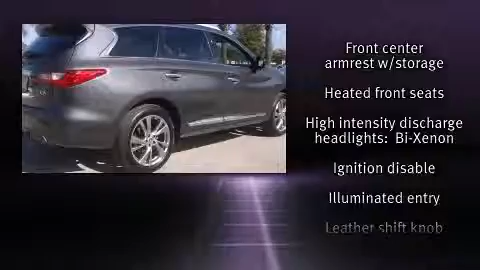 Front center
armrest w/storage
Heated front seats
High intensity discharge
headlights: Bi-Xenon
Ignition disable
Illuminated entry
Leather shift knob